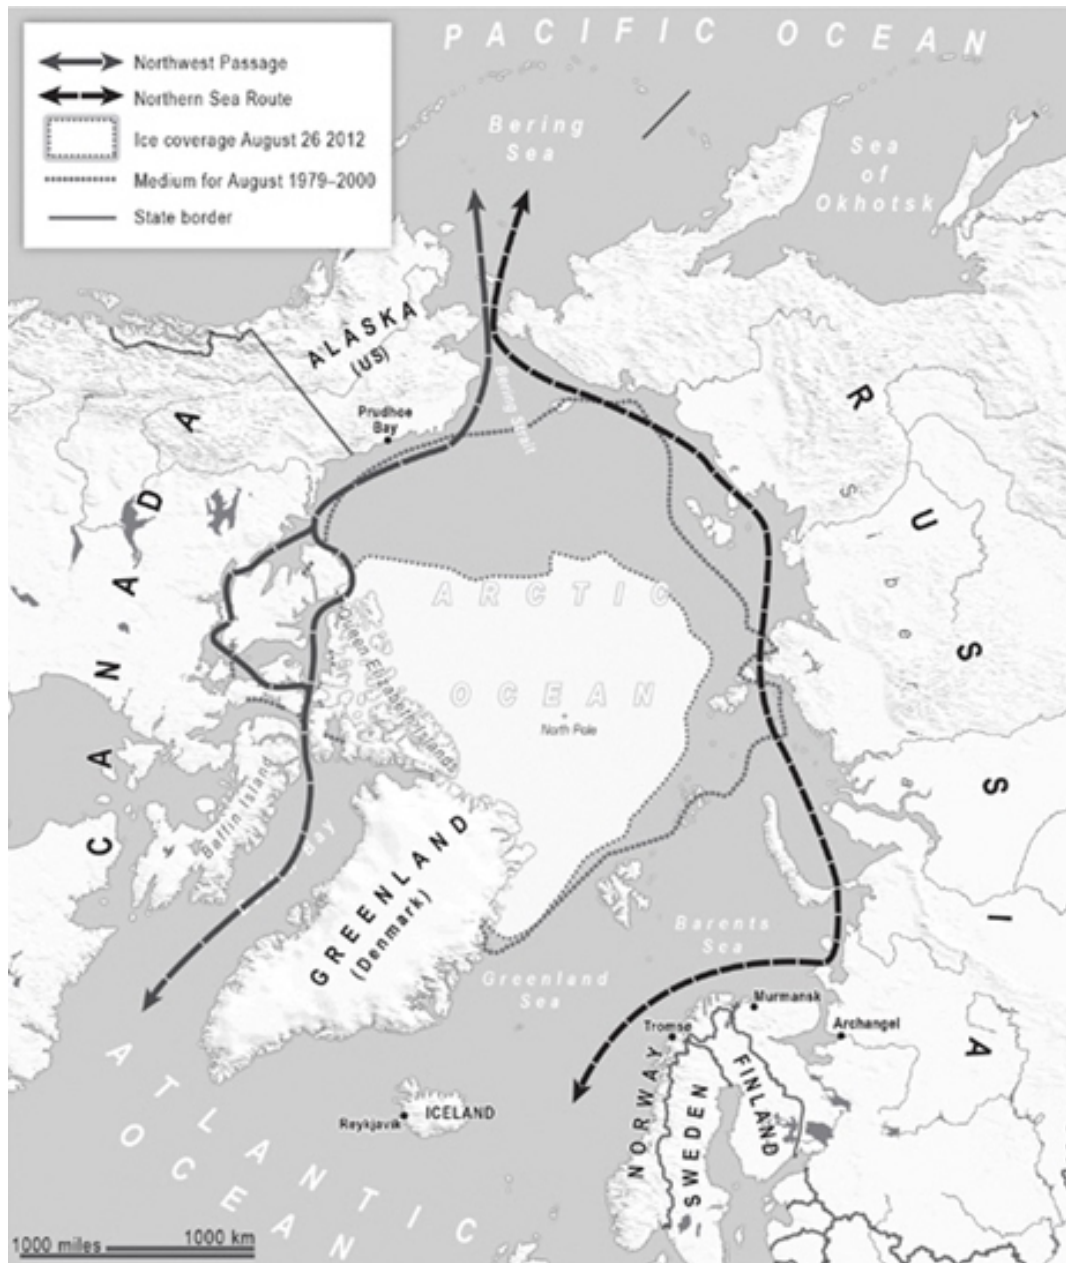 PACIFIC OCEAN
Northwest Passage
Northern Sea Route
Ice coverage August 26 2012
Medium for August 1979–2000
State border
Bering
Sea
Sea
of
Okhotsk
ALASKA
(US)
Bering Strait
Prudhoe
Bay
CANADA
RUSSIA
ARCTIC
OCEAN
North Pole
Queen Elizabeth Islands
Baffin Island
Bay
GREENLAND
(Denmark)
Barents
Sea
Greenland
Sea
Murmansk
Tromsø
Archangel
NORWAY
SWEDEN
FINLAND
ICELAND
Reykjavik
ATLANTIC
OCEAN
1000 miles
1000 km